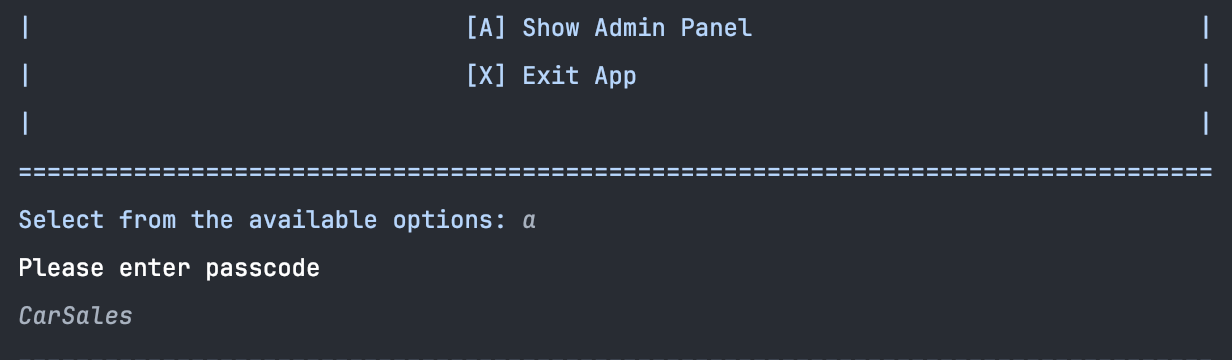 | [A] Show Admin Panel |
| [X] Exit App |
| |
===================================================================================
Select from the available options: a
Please enter passcode
CarSales